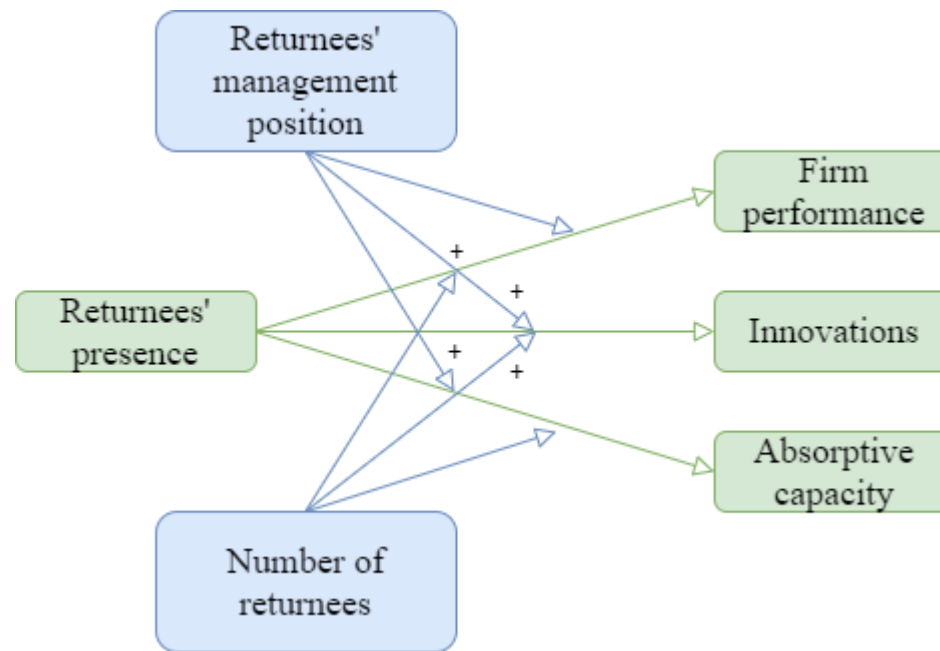 Returnees'
management
position
Firm
performance
+
+
Returnees'
presence
Innovations
+
+
Absorptive
capacity
Number of
returnees